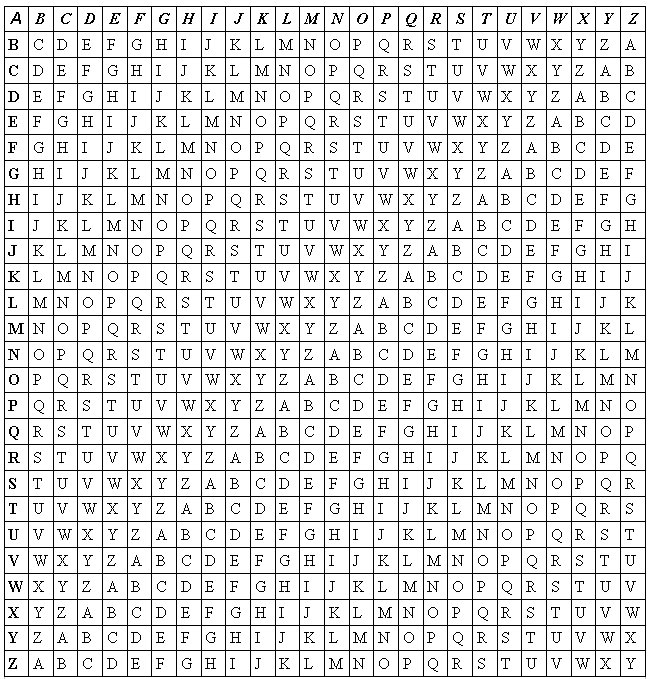 A B C D E F G H I J K L M N O P Q R S T U V W X Y Z
B C D E F G H I J K L M N O P Q R S T U V W X Y Z A
C D E F G H I J K L M N O P Q R S T U V W X Y Z A B
D E F G H I J K L M N O P Q R S T U V W X Y Z A B C
E F G H I J K L M N O P Q R S T U V W X Y Z A B C D
F G H I J K L M N O P Q R S T U V W X Y Z A B C D E
G H I J K L M N O P Q R S T U V W X Y Z A B C D E F
H I J K L M N O P Q R S T U V W X Y Z A B C D E F G
I J K L M N O P Q R S T U V W X Y Z A B C D E F G H
J K L M N O P Q R S T U V W X Y Z A B C D E F G H I
K L M N O P Q R S T U V W X Y Z A B C D E F G H I J
L M N O P Q R S T U V W X Y Z A B C D E F G H I J K
M N O P Q R S T U V W X Y Z A B C D E F G H I J K L
N O P Q R S T U V W X Y Z A B C D E F G H I J K L M
O P Q R S T U V W X Y Z A B C D E F G H I J K L M N
P Q R S T U V W X Y Z A B C D E F G H I J K L M N O
Q R S T U V W X Y Z A B C D E F G H I J K L M N O P
R S T U V W X Y Z A B C D E F G H I J K L M N O P Q
S T U V W X Y Z A B C D E F G H I J K L M N O P Q R
T U V W X Y Z A B C D E F G H I J K L M N O P Q R S
U V W X Y Z A B C D E F G H I J K L M N O P Q R S T
V W X Y Z A B C D E F G H I J K L M N O P Q R S T U
W X Y Z A B C D E F G H I J K L M N O P Q R S T U V
X Y Z A B C D E F G H I J K L M N O P Q R S T U V W
Y Z A B C D E F G H I J K L M N O P Q R S T U V W X
Z A B C D E F G H I J K L M N O P Q R S T U V W X Y